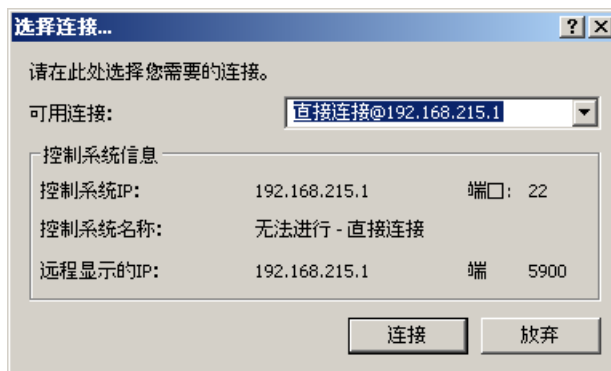 选择连接...
请在此处选择您需要的连接。
可用连接: 直接连接@192.168.215.1
控制系统信息
控制系统IP: 192.168.215.1 端口: 22
控制系统名称: 无法进行 - 直接连接
远程显示的IP: 192.168.215.1 端 5900
连接 放弃